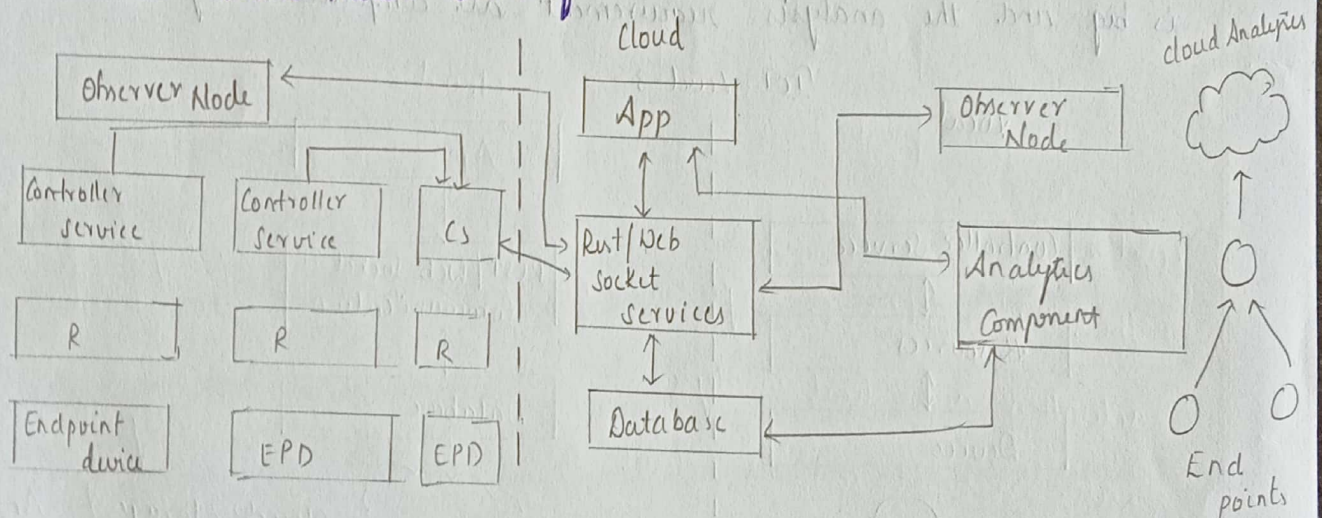 Cloud
cloud Analytics
Observer Node
App
Observer
Node
Controller
service
Controller
service
CS
Rest/Web
socket
services
Analytics
Component
R
R
R
Database
Endpoint
device
EPD
EPD
End
points